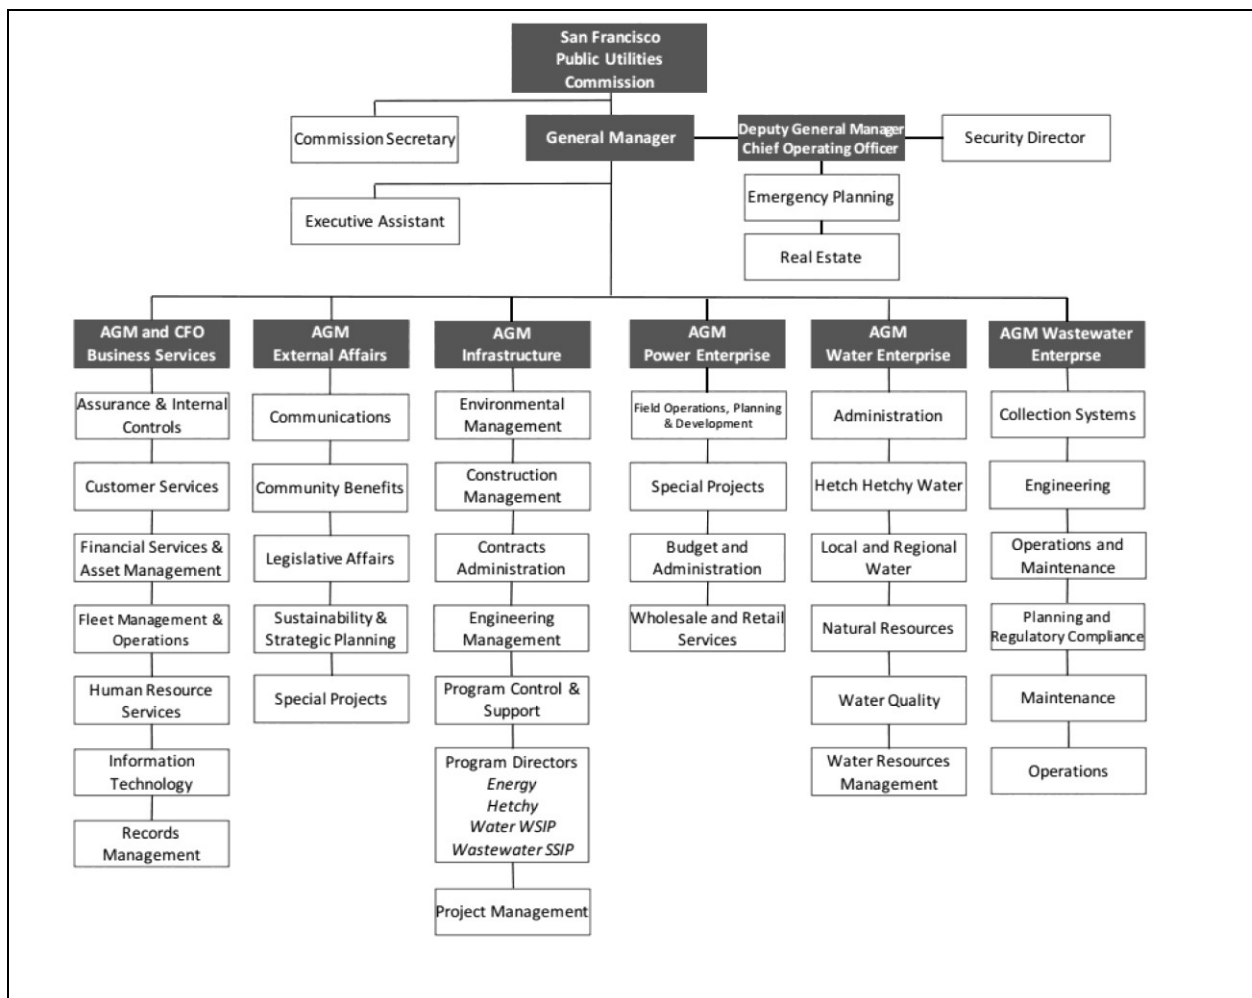 San Francisco
Public Utilities
Commission
Commission Secretary
General Manager
Deputy General Manager
Chief Operating Officer
Security Director
Executive Assistant
Emergency Planning
Real Estate
AGM and CFO
Business Services
Assurance & Internal
Controls
Customer Services
Financial Services &
Asset Management
Fleet Management &
Operations
Human Resource
Services
Information
Technology
Records
Management
AGM
External Affairs
Communications
Community Benefits
Legislative Affairs
Sustainability &
Strategic Planning
Special Projects
AGM
Infrastructure
Environmental
Management
Construction
Management
Contracts
Administration
Engineering
Management
Program Control &
Support
Program Directors
Energy
Hetchy
Water WSIP
Wastewater SSIP
Project Management
AGM
Power Enterprise
Field Operations, Planning
& Development
Special Projects
Budget and
Administration
Wholesale and Retail
Services
AGM
Water Enterprise
Administration
Hetch Hetchy Water
Local and Regional
Water
Natural Resources
Water Quality
Water Resources
Management
AGM Wastewater
Enterprse
Collection Systems
Engineering
Operations and
Maintenance
Planning and
Regulatory Compliance
Maintenance
Operations